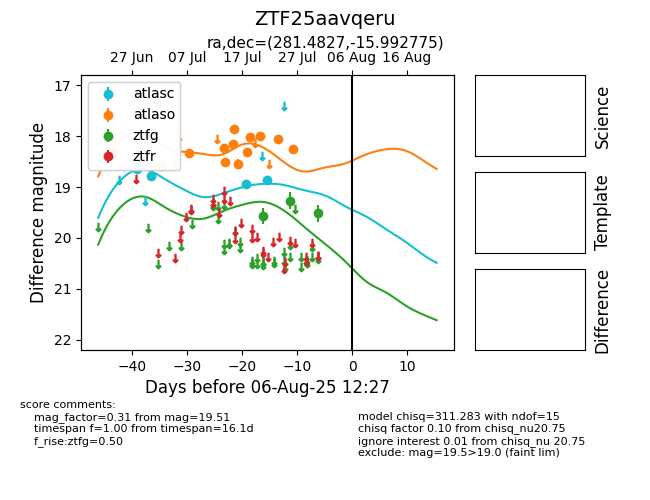 ZTF25aavqeru
ra,dec=(281.4827,-15.992775)
27 Jun 07 Jul 17 Jul 27 Jul 06 Aug 16 Aug
17
18
19
20
21
22
Difference magnitude
atlasc
atlaso
ztfg
ztfr
−40 −30 −20 −10 0 10
Days before 06-Aug-25 12:27
Science
Template
Difference
score comments:
mag_factor=0.31 from mag=19.51
timespan f=1.00 from timespan=16.1d
f_rise:ztfg=0.50
model chisq=311.283 with ndof=15
chisq factor 0.10 from chisq_nu20.75
ignore interest 0.01 from chisq_nu 20.75
exclude: mag=19.5>19.0 (faint lim)